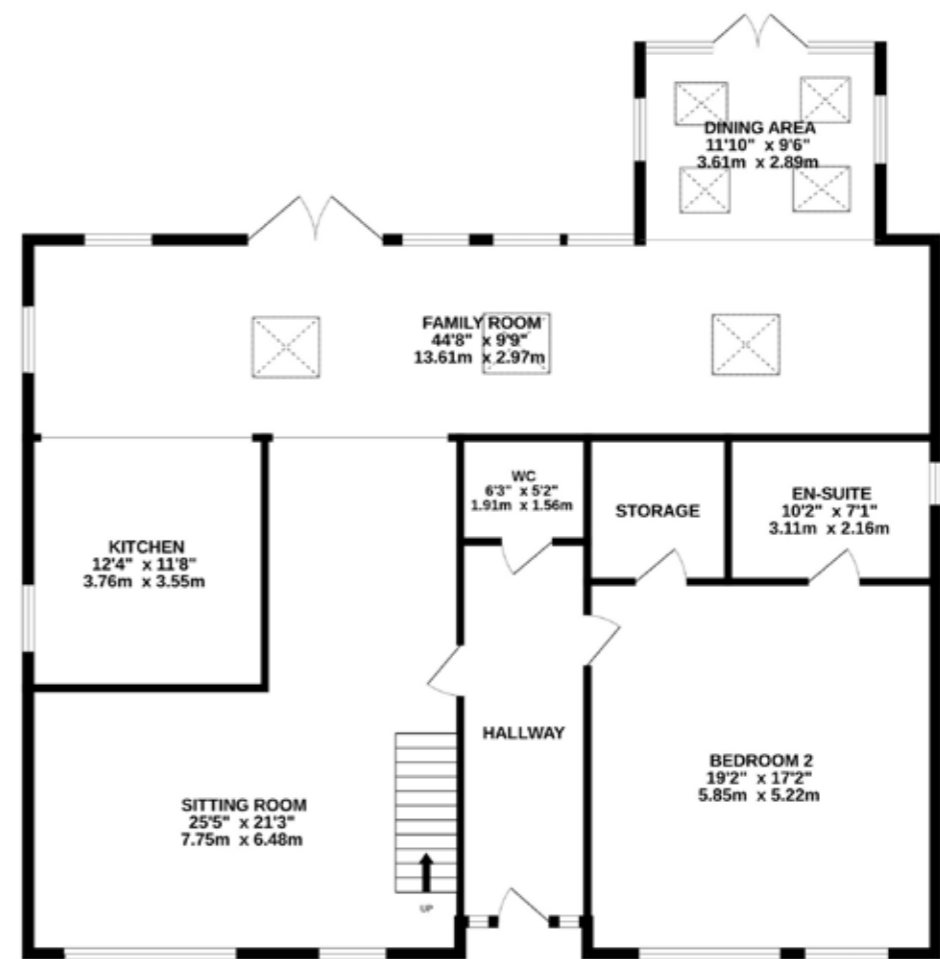 DINING AREA
11'10" x 9'6"
3.61m x 2.89m
FAMILY ROOM
44'8" x 9'9"
13.61m x 2.97m
WC
6'3" x 5'2"
1.91m x 1.56m
STORAGE
EN-SUITE
10'2" x 7'1"
3.11m x 2.16m
KITCHEN
12'4" x 11'8"
3.76m x 3.55m
HALLWAY
BEDROOM 2
19'2" x 17'2"
5.85m x 5.22m
SITTING ROOM
25'5" x 21'3"
7.75m x 6.48m
UP